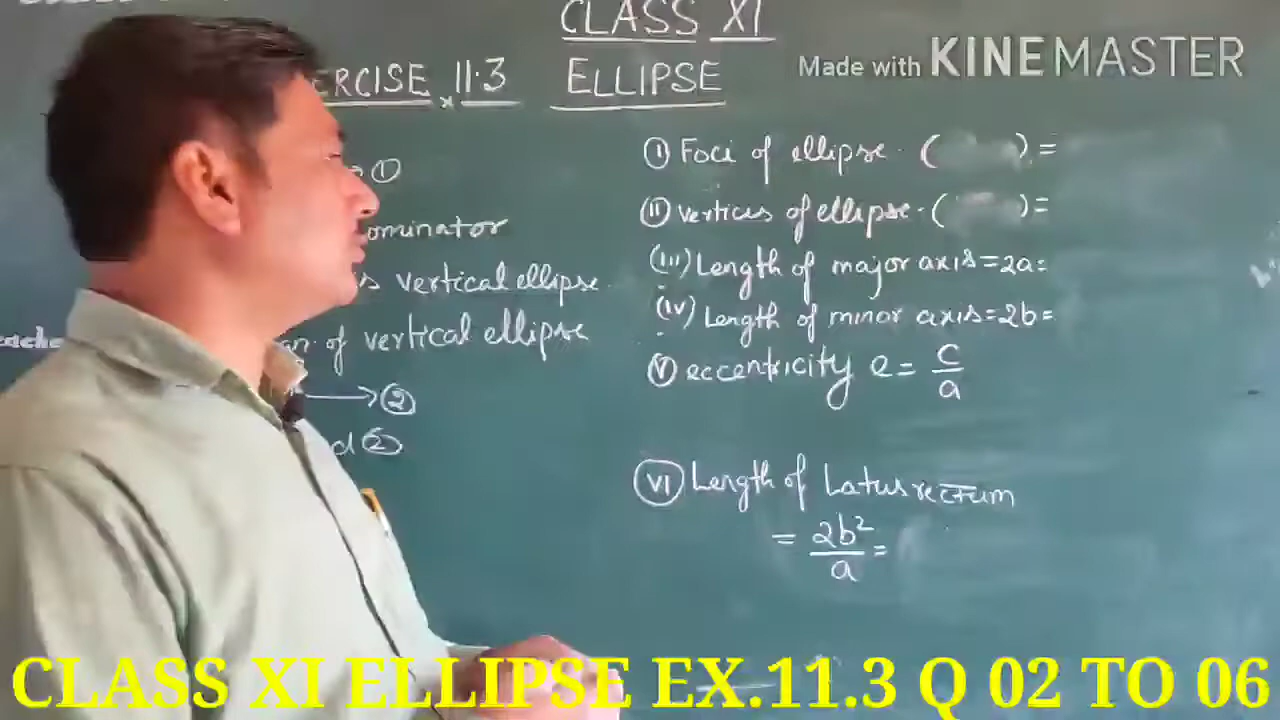 CLASS XI
ERCISE 11.3 ELLIPSE
Made with KINEMASTER
→ ①
ominator
s vertical ellipse
n of vertical ellipse
→ ②
d ②
(i) Foci of ellipse · ( ) =
(ii) vertices of ellipse · ( ) =
(iii) Length of major axis = 2a =
(iv) Length of minor axis = 2b =
(v) eccentricity e = c/a
(vi) Length of Latus rectum
= 2b²/a =
CLASS XI ELLIPSE EX.11.3 Q 02 TO 06